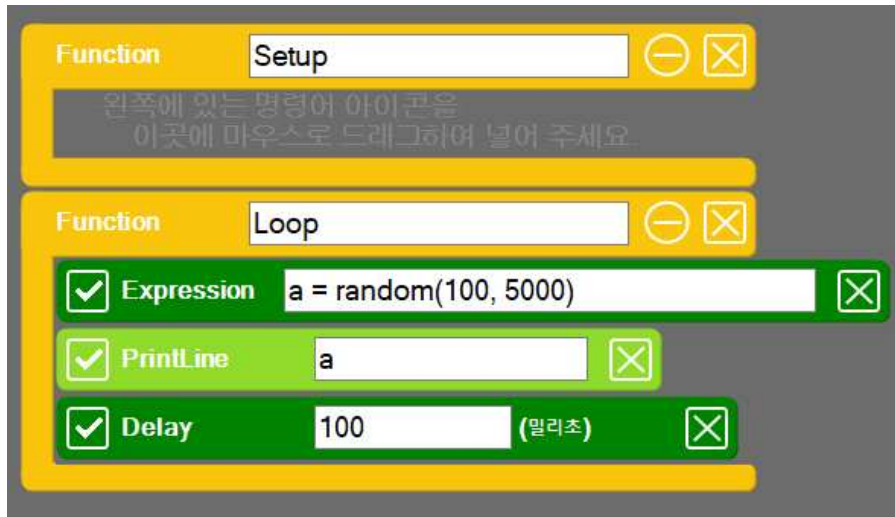 Function Setup
왼쪽에 있는 명령어 아이콘을
이곳에 마우스로 드래그하여 넣어 주세요.
Function Loop
Expression a = random(100, 5000)
PrintLine a
Delay 100 (밀리초)